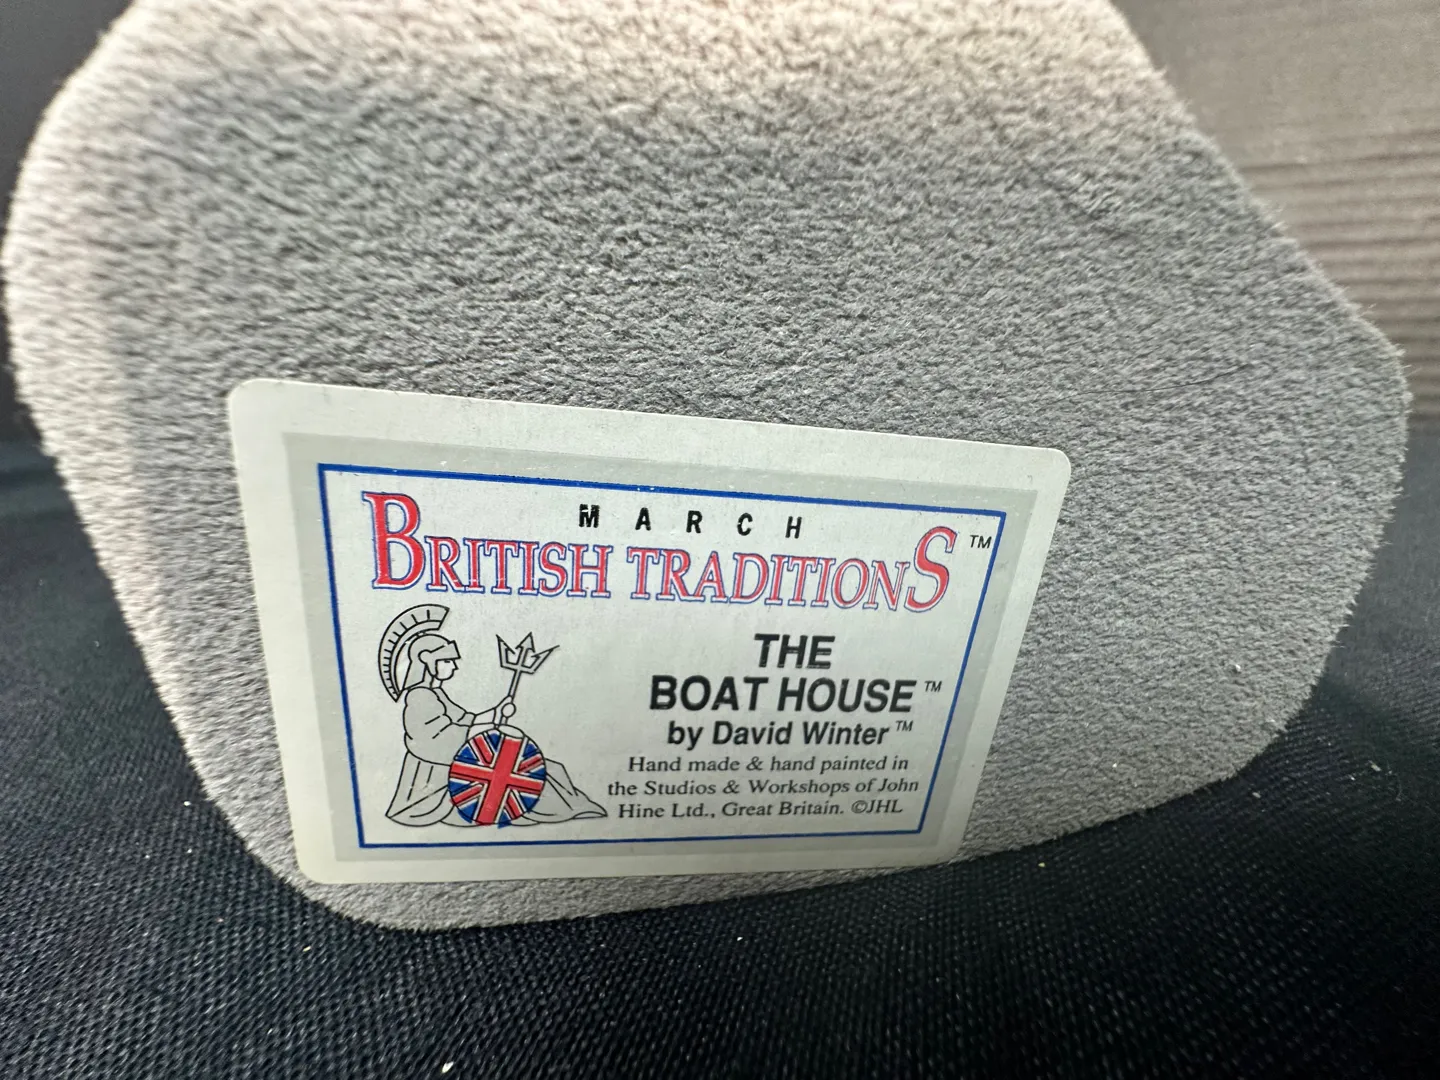 MARCH
BRITISH TRADITIONS™
THE
BOAT HOUSE™
by David Winter™
Hand made & hand painted in
the Studios & Workshops of John
Hine Ltd., Great Britain. ©JHL